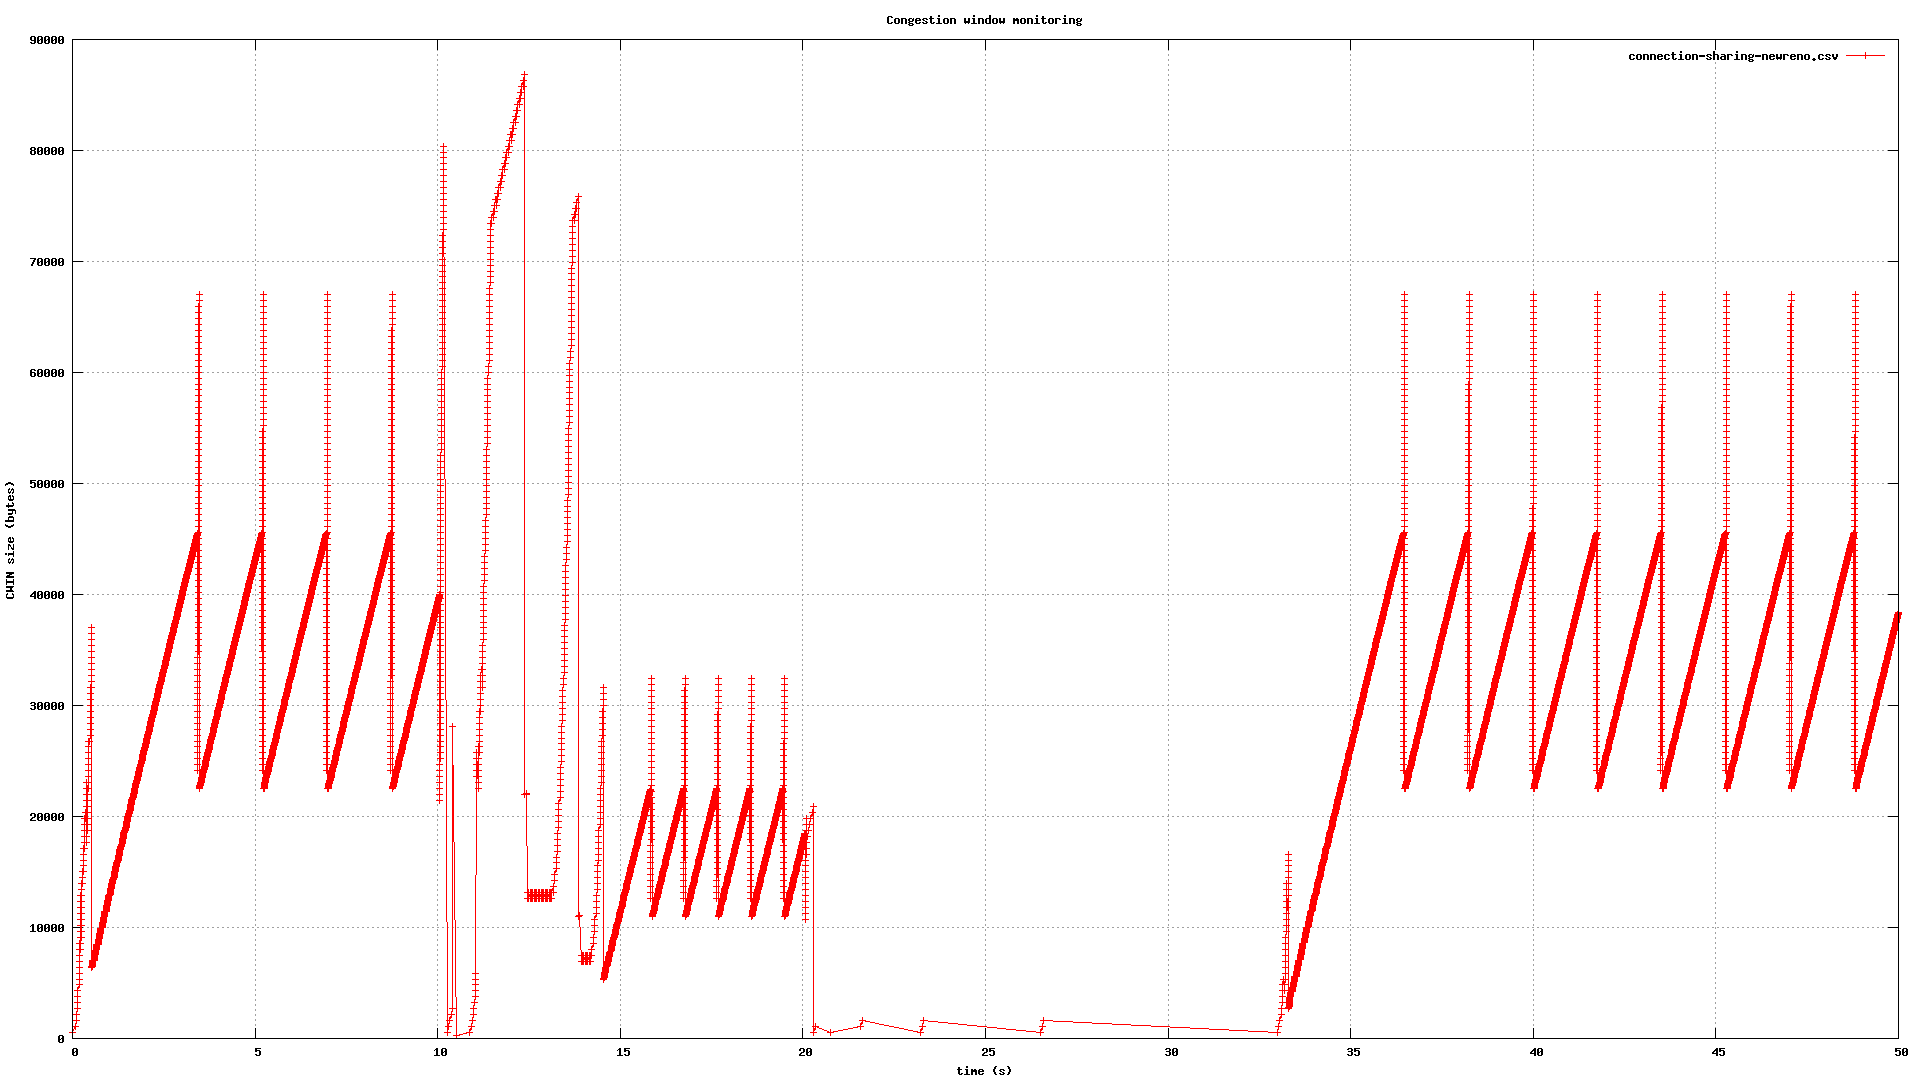 Congestion window monitoring
connection-sharing-newreno.csv
90000
80000
70000
60000
50000
40000
30000
20000
10000
0
CWIN size (bytes)
0 5 10 15 20 25 30 35 40 45 50
time (s)